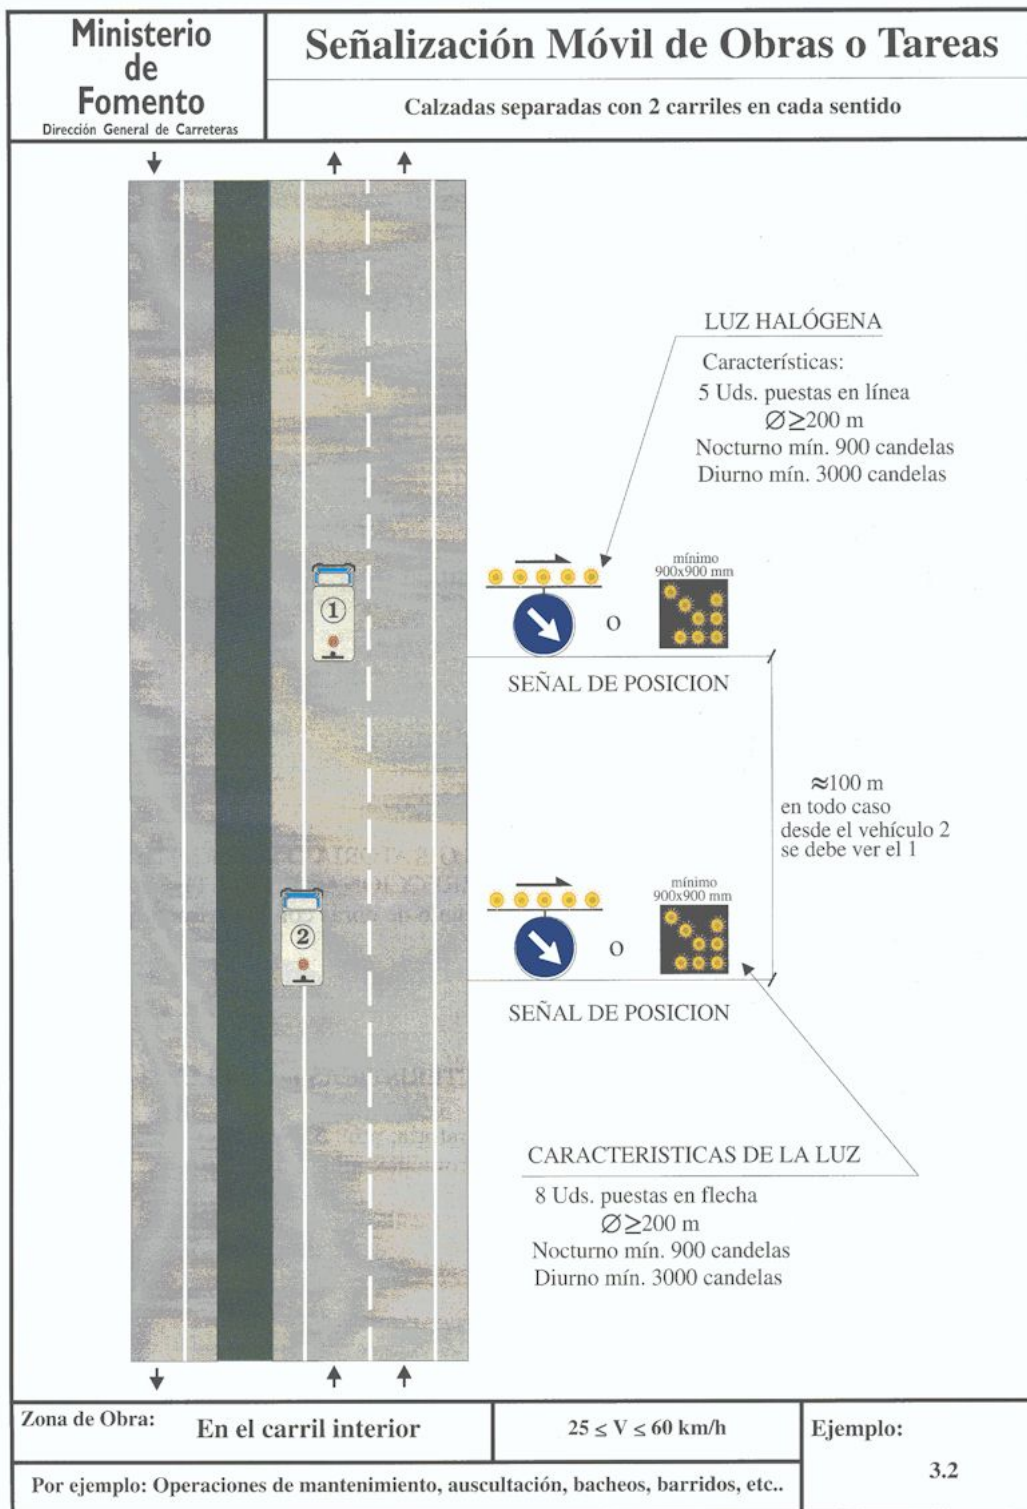 Ministerio
de
Fomento
Dirección General de Carreteras
Señalización Móvil de Obras o Tareas
Calzadas separadas con 2 carriles en cada sentido
LUZ HALÓGENA
Características:
5 Uds. puestas en línea
Ø≥200 m
Nocturno mín. 900 candelas
Diurno mín. 3000 candelas
1
o
mínimo
900x900 mm
SEÑAL DE POSICION
≈100 m
en todo caso
desde el vehículo 2
se debe ver el 1
2
o
mínimo
900x900 mm
SEÑAL DE POSICION
CARACTERISTICAS DE LA LUZ
8 Uds. puestas en flecha
Ø≥200 m
Nocturno mín. 900 candelas
Diurno mín. 3000 candelas
Zona de Obra: En el carril interior
25 ≤ V ≤ 60 km/h
Ejemplo:
3.2
Por ejemplo: Operaciones de mantenimiento, auscultación, bacheos, barridos, etc..